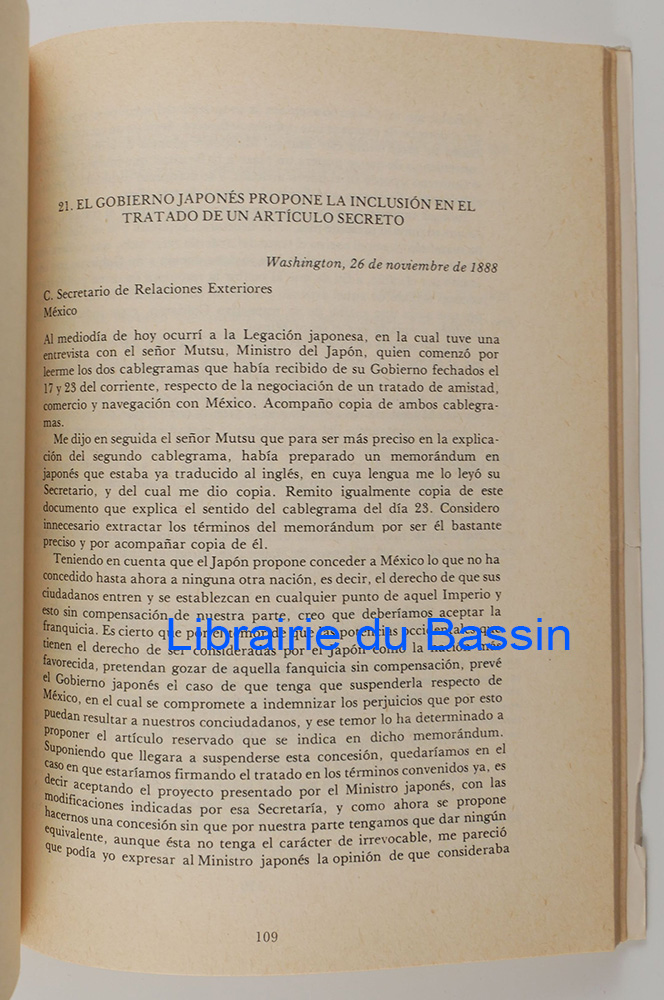 21. EL GOBIERNO JAPONÉS PROPONE LA INCLUSIÓN EN EL
TRATADO DE UN ARTÍCULO SECRETO
Washington, 26 de noviembre de 1888
C. Secretario de Relaciones Exteriores
México
Al mediodía de hoy ocurrí a la Legación japonesa, en la cual tuve una
entrevista con el señor Mutsu, Ministro del Japón, quien comenzó por
leerme los dos cablegramas que había recibido de su Gobierno fechados el
17 y 23 del corriente, respecto de la negociación de un tratado de amistad,
comercio y navegación con México. Acompaño copia de ambos cablegra-
mas.
Me dijo en seguida el señor Mutsu que para ser más preciso en la explica-
ción del segundo cablegrama, había preparado un memorándum en
japonés que estaba ya traducido al inglés, en cuya lengua me lo leyó su
Secretario, y del cual me dio copia. Remito igualmente copia de este
documento que explica el sentido del cablegrama del día 23. Considero
innecesario extractar los términos del memorándum por ser él bastante
preciso y por acompañar copia de él.
Teniendo en cuenta que el Japón propone conceder a México lo que no ha
concedido hasta ahora a ninguna otra nación, es decir, el derecho de que sus
ciudadanos entren y se establezcan en cualquier punto de aquel Imperio y
esto sin compensación de nuestra parte, creo que deberíamos aceptar la
franquicia. Es cierto que por el temor de que las potencias occidentales que
Librairie du Bassin
tienen el derecho de ser consideradas por el Japón como la nación más
favorecida, pretendan gozar de aquella fanquicia sin compensación, prevé
el Gobierno japonés el caso de que tenga que suspenderla respecto de
México, en el cual se compromete a indemnizar los perjuicios que por esto
puedan resultar a nuestros conciudadanos, y ese temor lo ha determinado a
proponer el artículo reservado que se indica en dicho memorándum.
Suponiendo que llegara a suspenderse esta concesión, quedaríamos en el
caso en que estaríamos firmando el tratado en los términos convenidos ya, es
decir aceptando el proyecto presentado por el Ministro japonés, con las
modificaciones indicadas por esa Secretaría, y como ahora se propone
hacernos una concesión sin que por nuestra parte tengamos que dar ningún
equivalente, aunque ésta no tenga el carácter de irrevocable, me pareció
que podía yo expresar al Ministro japonés la opinión de que consideraba
109